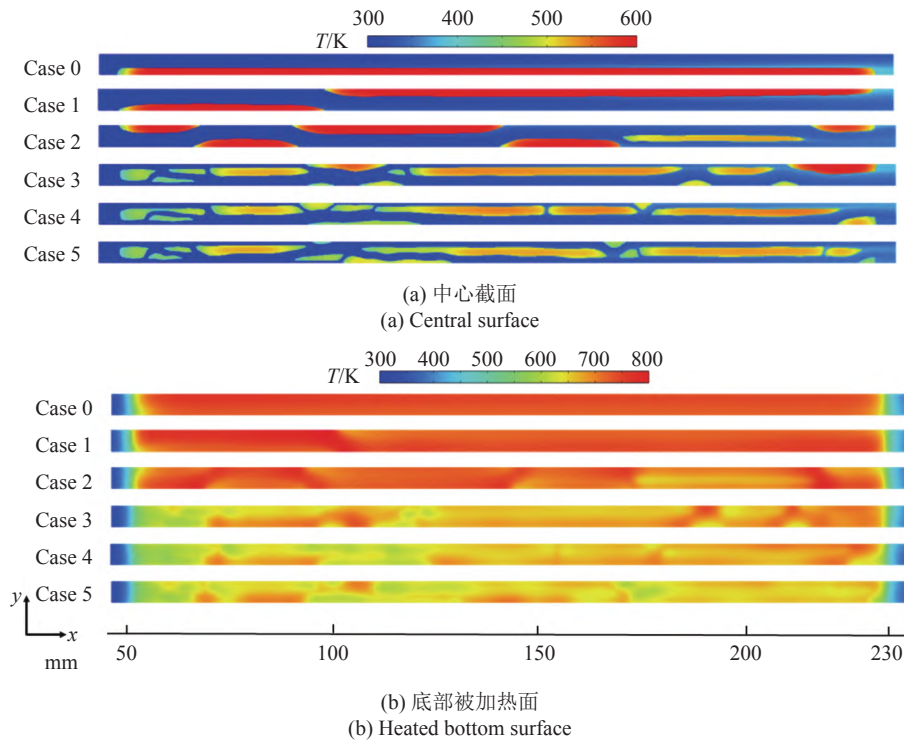 300 400 500 600
T/K
Case 0
Case 1
Case 2
Case 3
Case 4
Case 5
(a) 中心截面
(a) Central surface
300 400 500 600 700 800
T/K
Case 0
Case 1
Case 2
Case 3
Case 4
Case 5
y
x
mm 50 100 150 200 230
(b) 底部被加热面
(b) Heated bottom surface